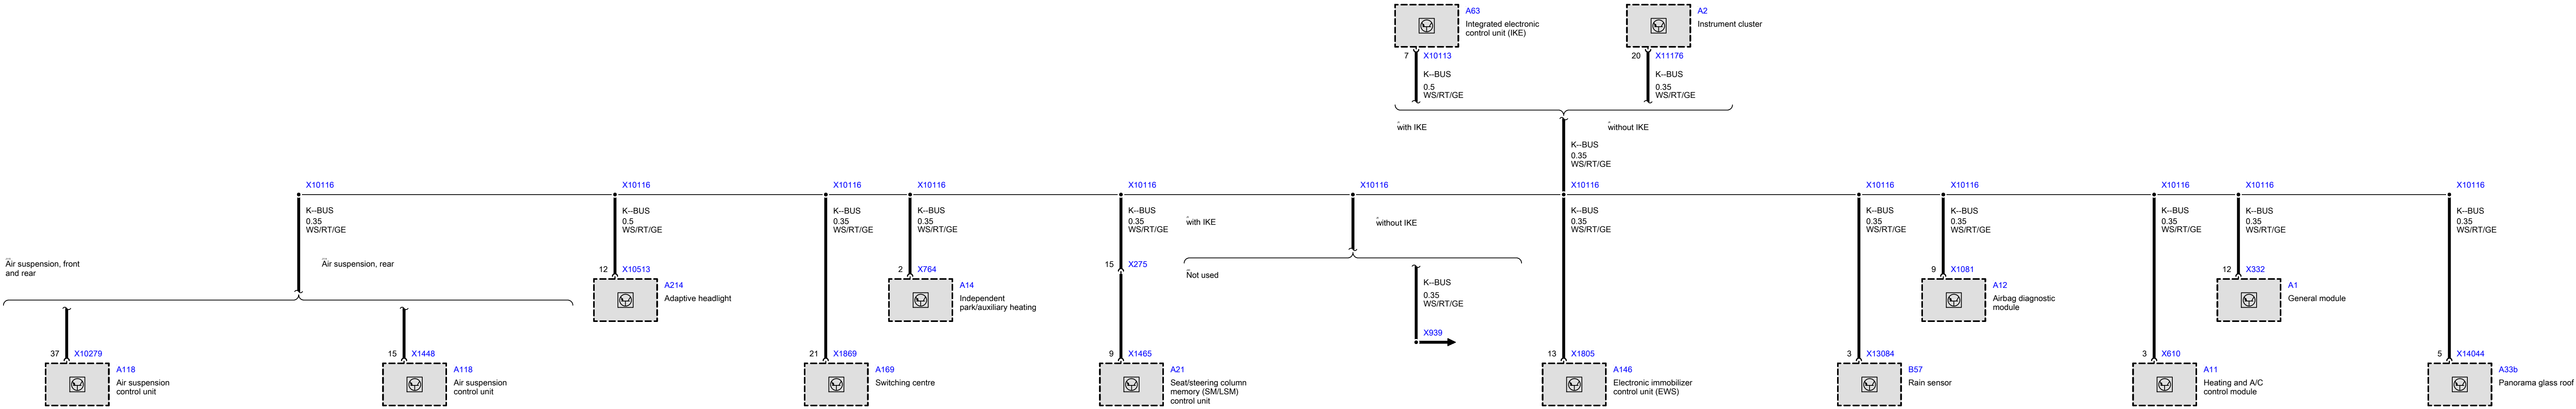 A63
Integrated electronic
control unit (IKE)
7
X10113
K--BUS
0.5
WS/RT/GE
A2
Instrument cluster
20
X11176
K--BUS
0.35
WS/RT/GE
with IKE
without IKE
K--BUS
0.35
WS/RT/GE
X10116
K--BUS
0.35
WS/RT/GE
Air suspension, front
and rear
Air suspension, rear
37
X10279
A118
Air suspension
control unit
15
X1448
A118
Air suspension
control unit
X10116
K--BUS
0.5
WS/RT/GE
12
X10513
A214
Adaptive headlight
X10116
K--BUS
0.35
WS/RT/GE
21
X1869
A169
Switching centre
X10116
K--BUS
0.35
WS/RT/GE
2
X764
A14
Independent
park/auxiliary heating
X10116
K--BUS
0.35
WS/RT/GE
15
X275
9
X1465
A21
Seat/steering column
memory (SM/LSM)
control unit
X10116
with IKE
without IKE
Not used
K--BUS
0.35
WS/RT/GE
X939
X10116
K--BUS
0.35
WS/RT/GE
13
X1805
A146
Electronic immobilizer
control unit (EWS)
X10116
K--BUS
0.35
WS/RT/GE
3
X13084
B57
Rain sensor
X10116
K--BUS
0.35
WS/RT/GE
9
X1081
A12
Airbag diagnostic
module
X10116
K--BUS
0.35
WS/RT/GE
3
X610
A11
Heating and A/C
control module
X10116
K--BUS
0.35
WS/RT/GE
12
X332
A1
General module
X10116
K--BUS
0.35
WS/RT/GE
5
X14044
A33b
Panorama glass roof